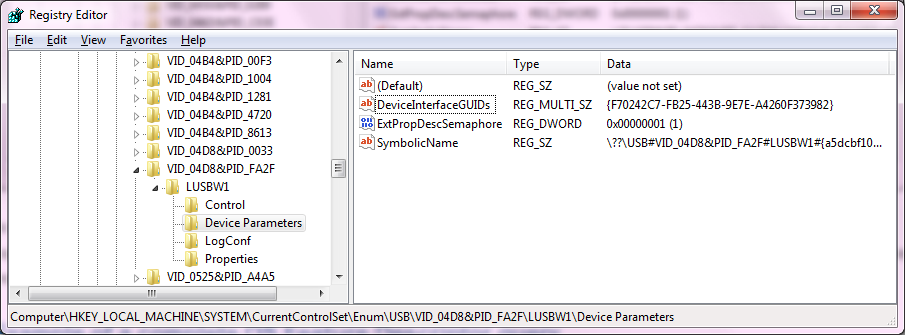 Registry Editor
File Edit View Favorites Help
VID_04B4&PID_00F3
VID_04B4&PID_1004
VID_04B4&PID_1281
VID_04B4&PID_4720
VID_04B4&PID_8613
VID_04D8&PID_0033
VID_04D8&PID_FA2F
LUSBW1
Control
Device Parameters
LogConf
Properties
VID_0525&PID_A4A5
Name Type Data
(Default) REG_SZ (value not set)
DeviceInterfaceGUIDs REG_MULTI_SZ {F70242C7-FB25-443B-9E7E-A4260F373982}
ExtPropDescSemaphore REG_DWORD 0x00000001 (1)
SymbolicName REG_SZ \??\USB#VID_04D8&PID_FA2F#LUSBW1#{a5dcbf10...
Computer\HKEY_LOCAL_MACHINE\SYSTEM\CurrentControlSet\Enum\USB\VID_04D8&PID_FA2F\LUSBW1\Device Parameters